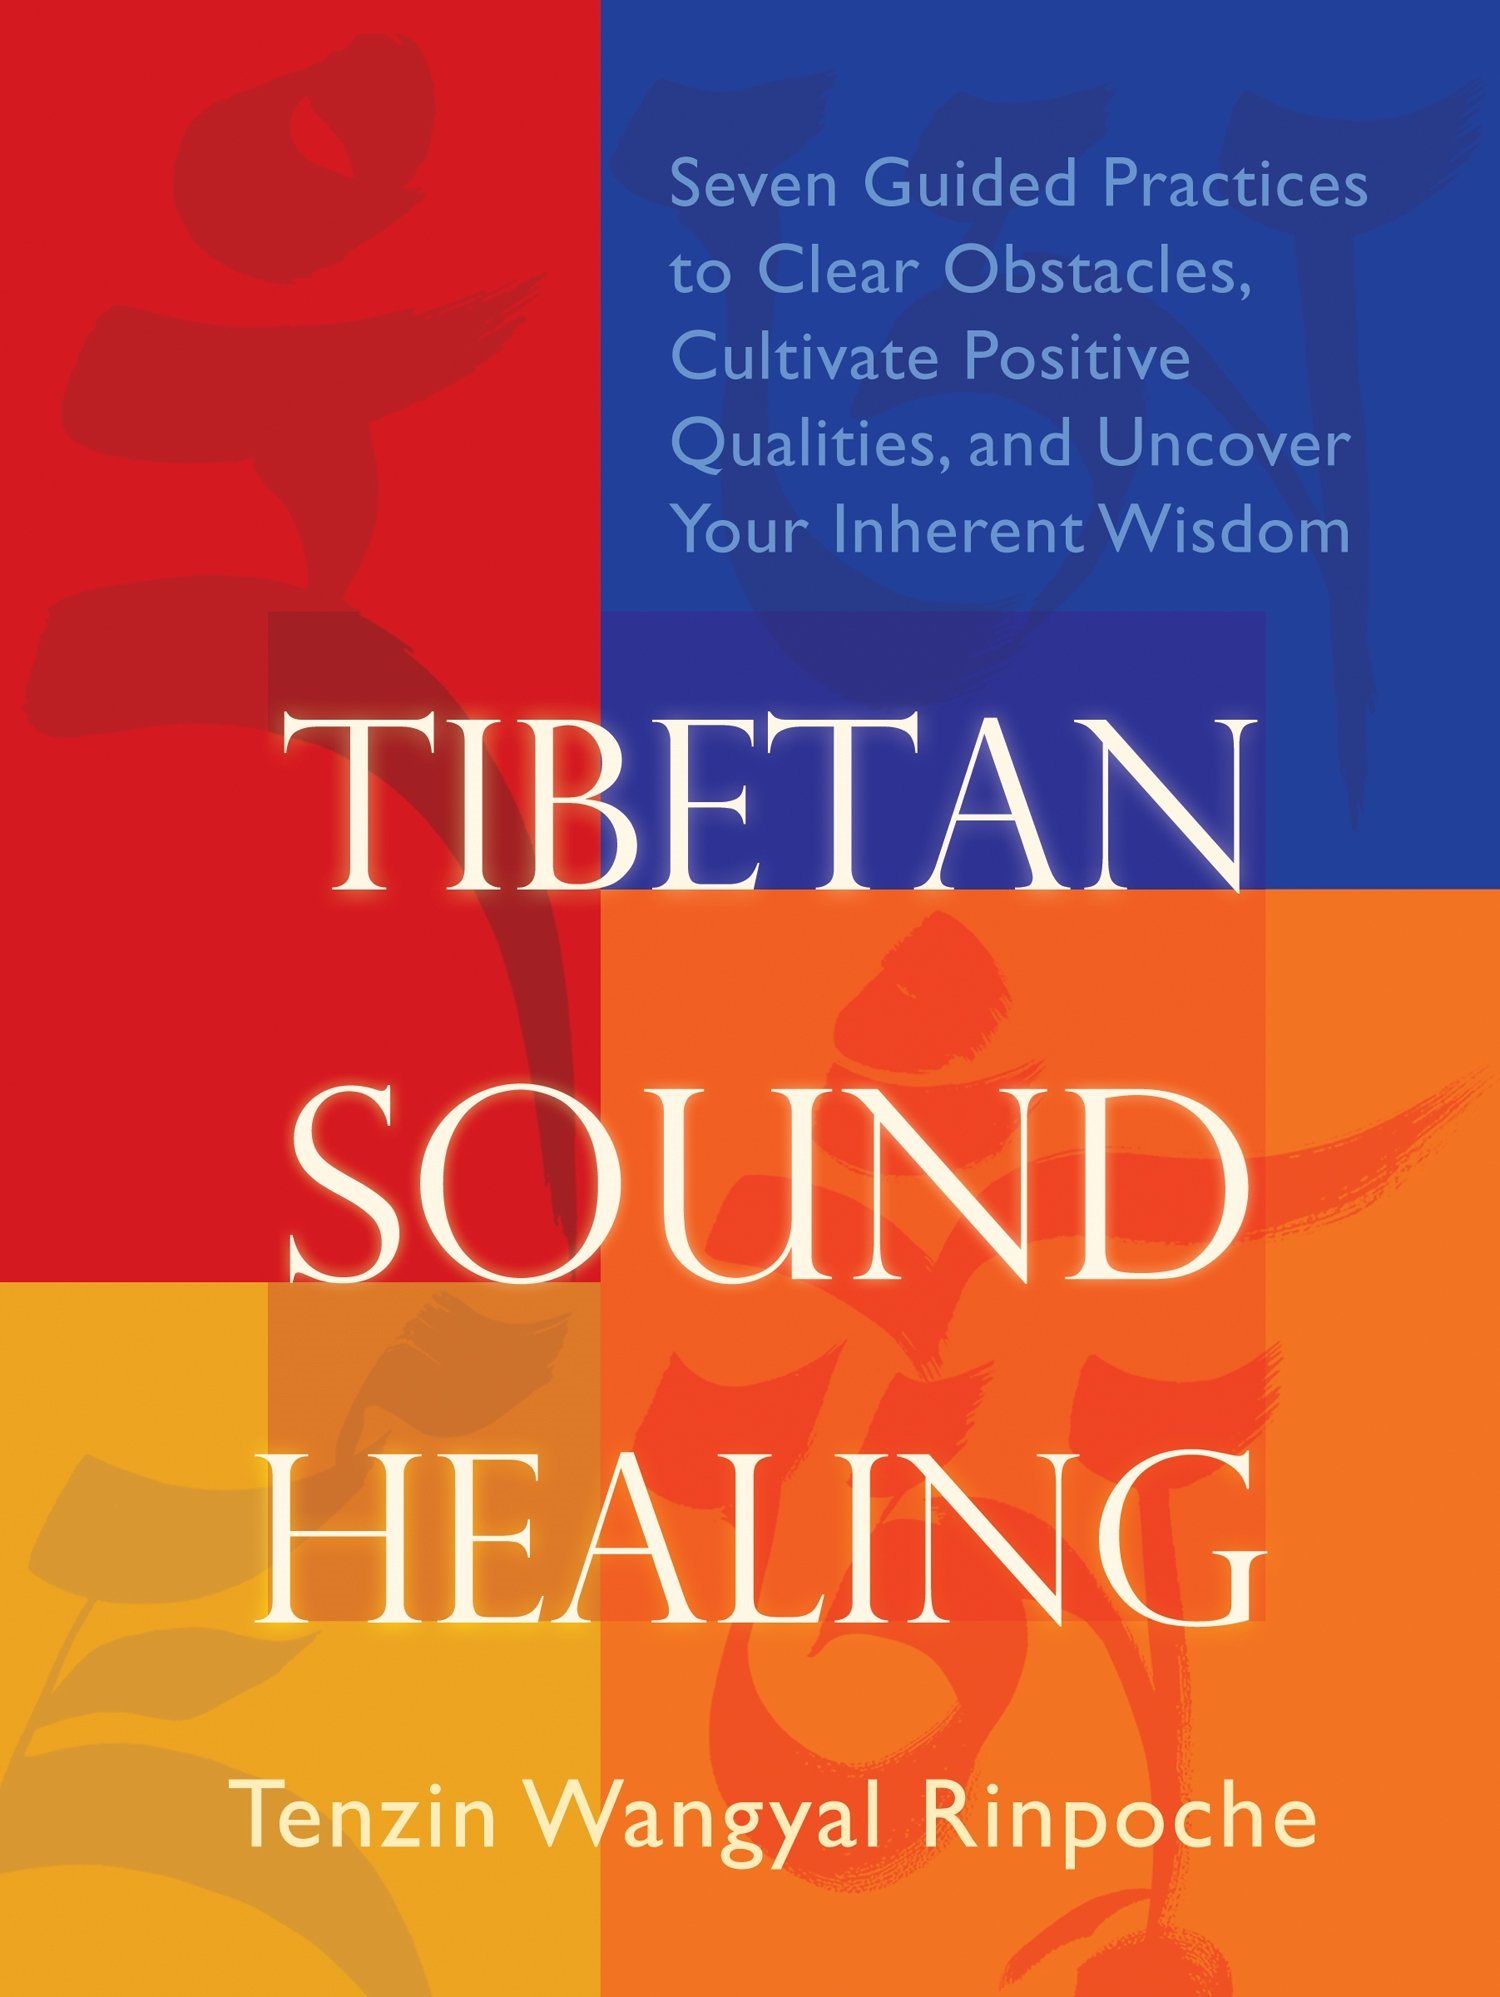 Seven Guided Practices
to Clear Obstacles,
Cultivate Positive
Qualities, and Uncover
Your Inherent Wisdom
TIBETAN
SOUND
HEALING
Tenzin Wangyal Rinpoche